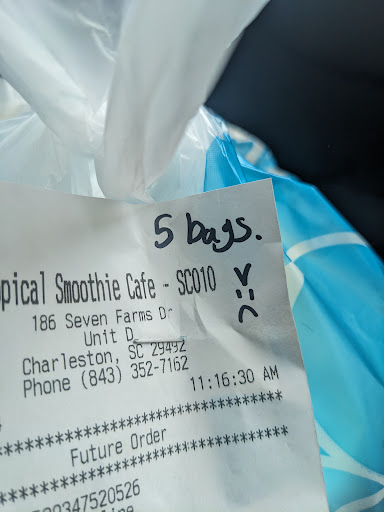 5 bags.
pical Smoothie Cafe - SC010
186 Seven Farms Dr
Unit D
Charleston, SC 29492
Phone (843) 352-7162
11:16:30 AM
********************************
Future Order
********************************
00347520526